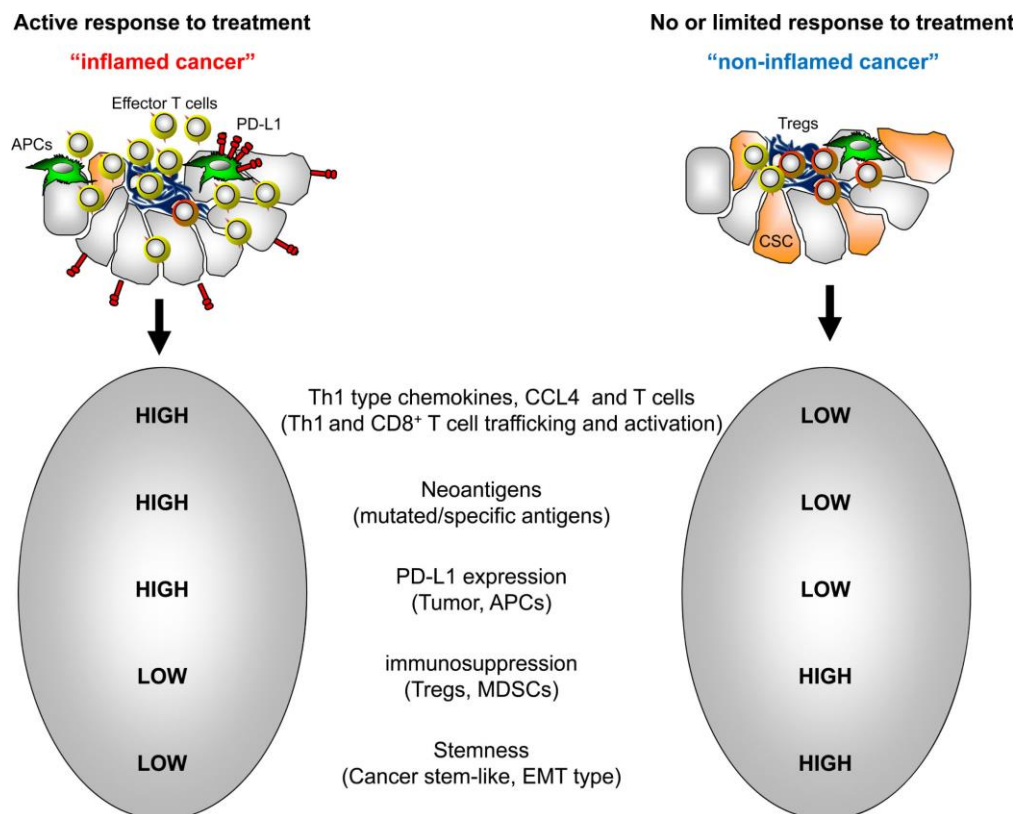 Active response to treatment
“inflamed cancer”
Effector T cells
PD-L1
APCs
No or limited response to treatment
“non-inflamed cancer”
Tregs
CSC
HIGH
Th1 type chemokines, CCL4 and T cells
(Th1 and CD8⁺ T cell trafficking and activation)
LOW
HIGH
Neoantigens
(mutated/specific antigens)
LOW
HIGH
PD-L1 expression
(Tumor, APCs)
LOW
LOW
immunosuppression
(Tregs, MDSCs)
HIGH
LOW
Stemness
(Cancer stem-like, EMT type)
HIGH